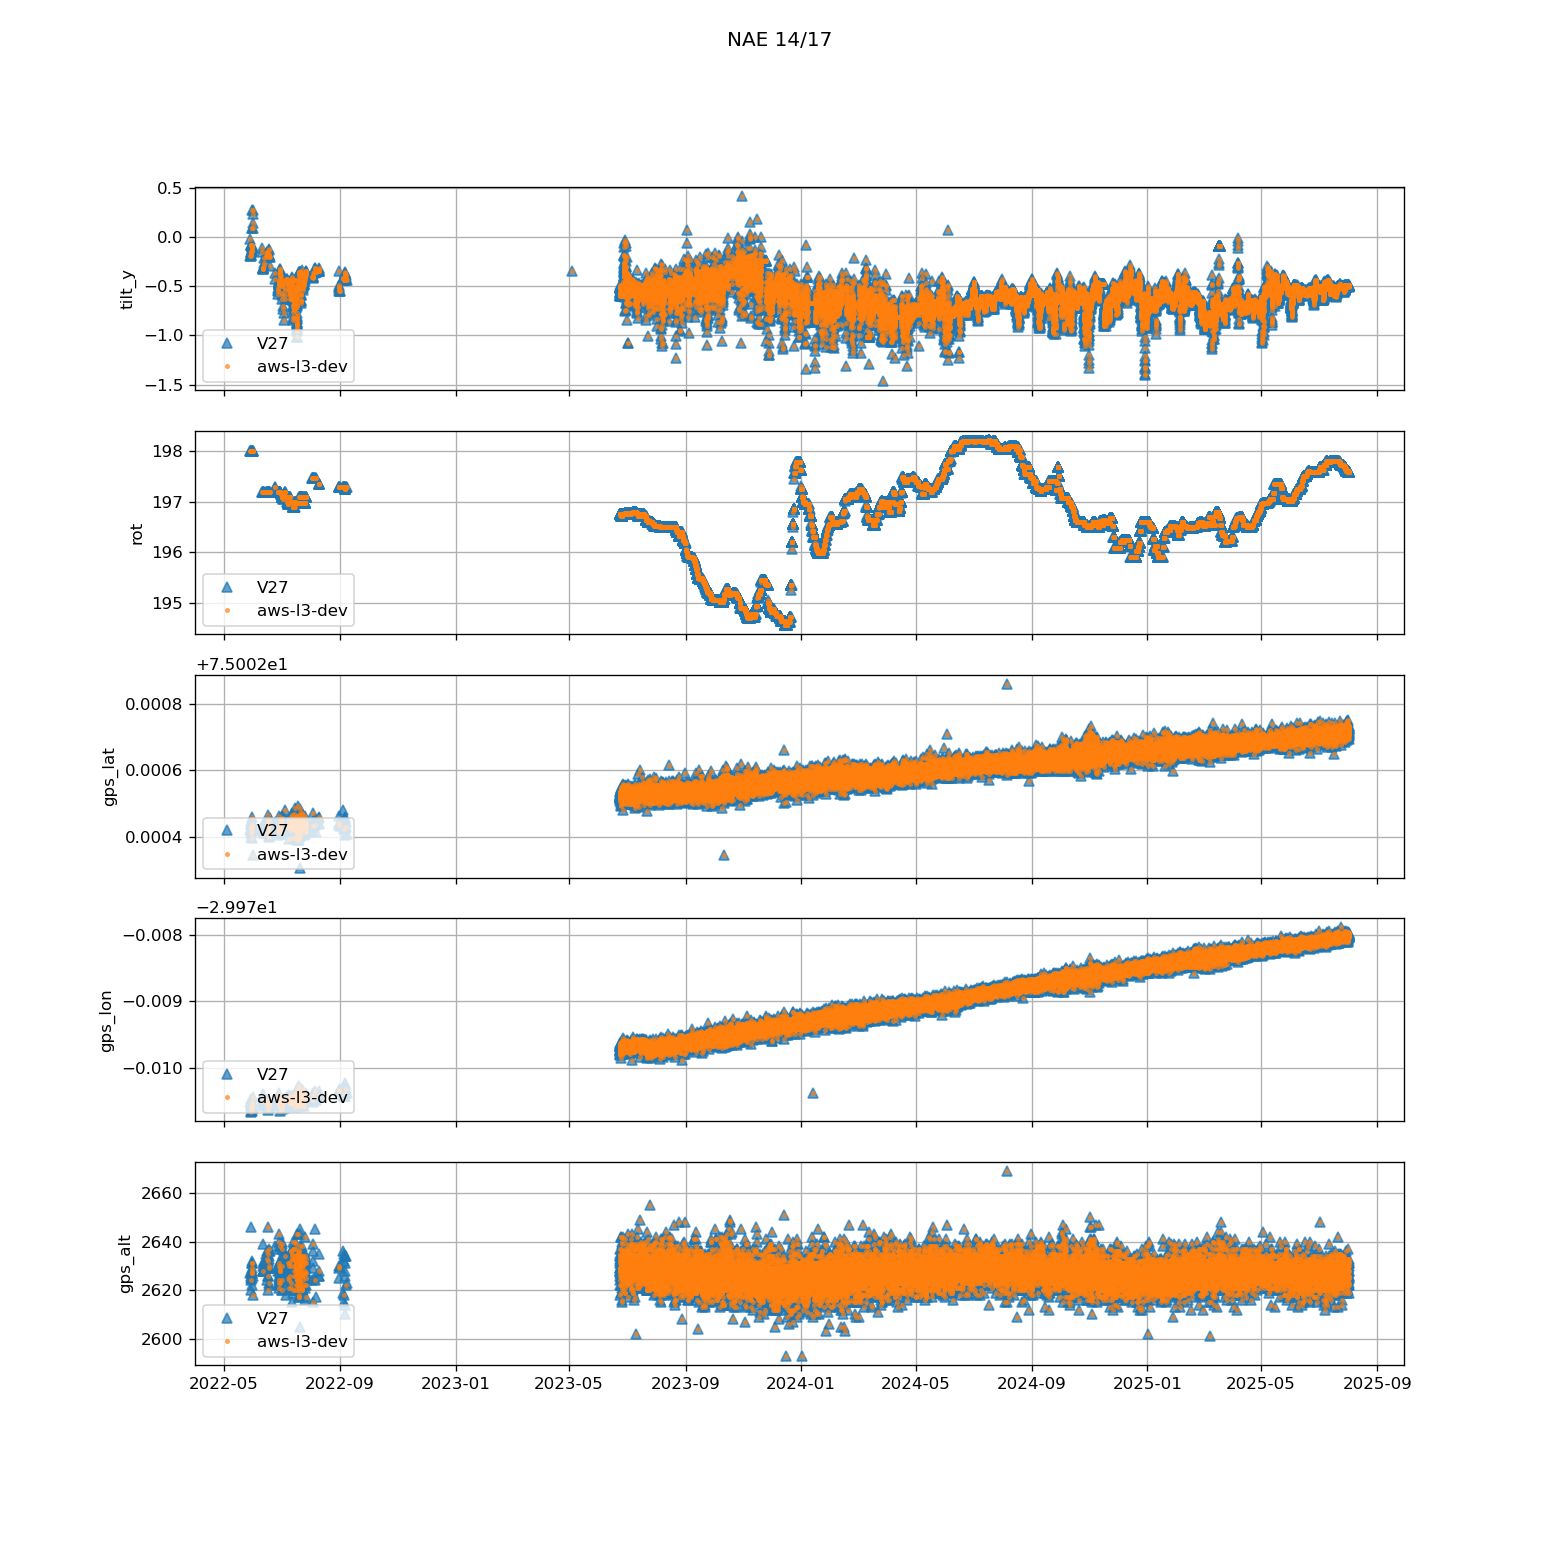 NAE 14/17
0.5
0.0
−0.5
−1.0
−1.5
tilt_y
V27
aws-l3-dev
198
197
196
195
rot
V27
aws-l3-dev
+7.5002e1
0.0008
0.0006
0.0004
gps_lat
V27
aws-l3-dev
−2.997e1
−0.008
−0.009
−0.010
gps_lon
V27
aws-l3-dev
2660
2640
2620
2600
gps_alt
V27
aws-l3-dev
2022-05 2022-09 2023-01 2023-05 2023-09 2024-01 2024-05 2024-09 2025-01 2025-05 2025-09